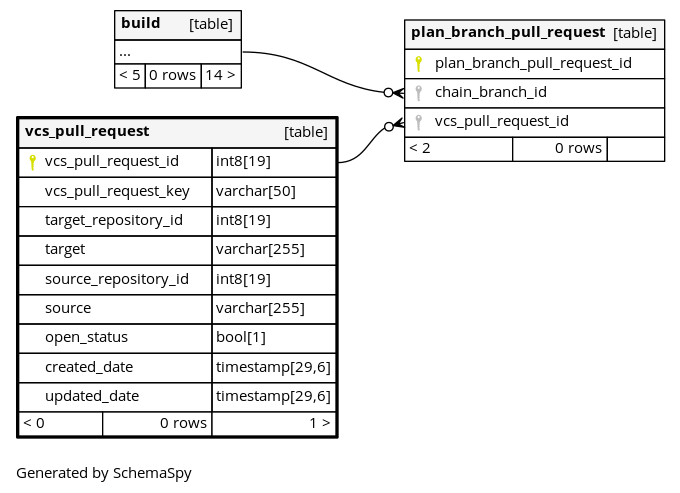 build [table]
...
< 5 0 rows 14 >
plan_branch_pull_request [table]
plan_branch_pull_request_id
chain_branch_id
vcs_pull_request_id
< 2 0 rows
vcs_pull_request [table]
vcs_pull_request_id int8[19]
vcs_pull_request_key varchar[50]
target_repository_id int8[19]
target varchar[255]
source_repository_id int8[19]
source varchar[255]
open_status bool[1]
created_date timestamp[29,6]
updated_date timestamp[29,6]
< 0 0 rows 1 >
Generated by SchemaSpy